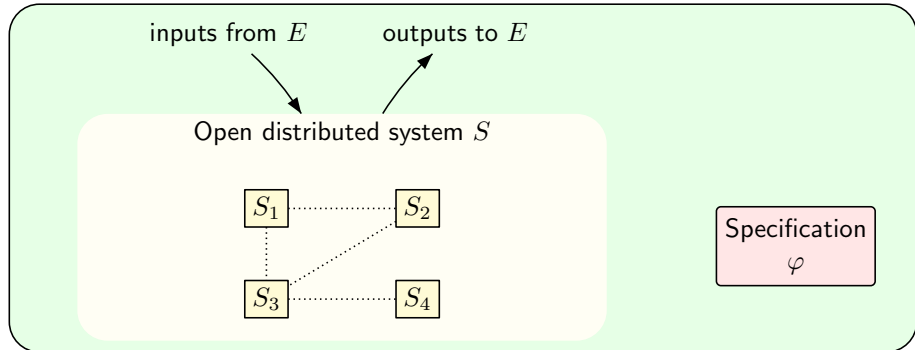 inputs from E
outputs to E
Open distributed system S
S₁
S₂
S₃
S₄
Specification
φ